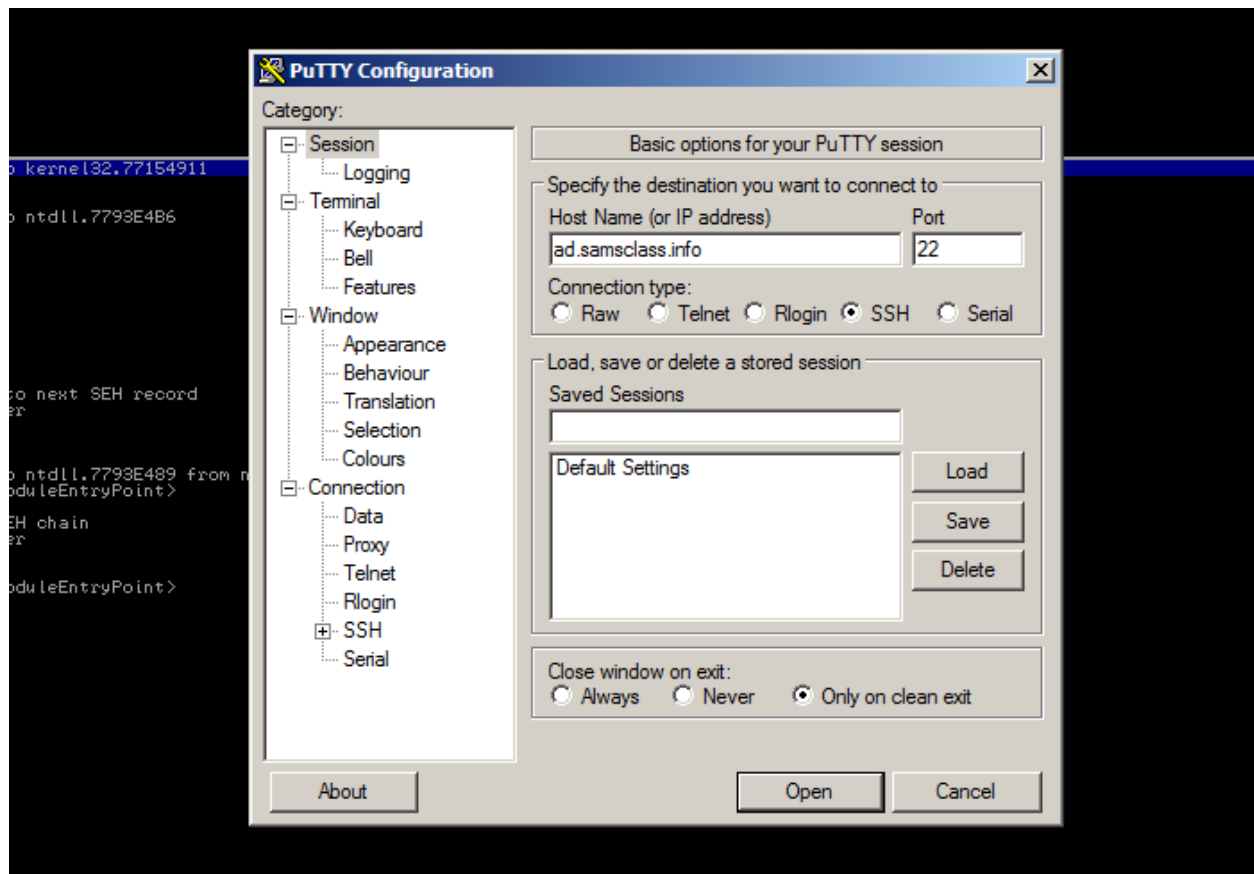 PuTTY Configuration
Category:
Session
Logging
Terminal
Keyboard
Bell
Features
Window
Appearance
Behaviour
Translation
Selection
Colours
Connection
Data
Proxy
Telnet
Rlogin
SSH
Serial
Basic options for your PuTTY session
Specify the destination you want to connect to
Host Name (or IP address) Port
ad.samsclass.info 22
Connection type:
Raw Telnet Rlogin SSH Serial
Load, save or delete a stored session
Saved Sessions
Default Settings
Load
Save
Delete
Close window on exit:
Always Never Only on clean exit
About Open Cancel
kernel32.77154911
ntdll.7793E4B6
to next SEH record
er
ntdll.7793E489 from n
oduleEntryPoint>
EH chain
er
oduleEntryPoint>